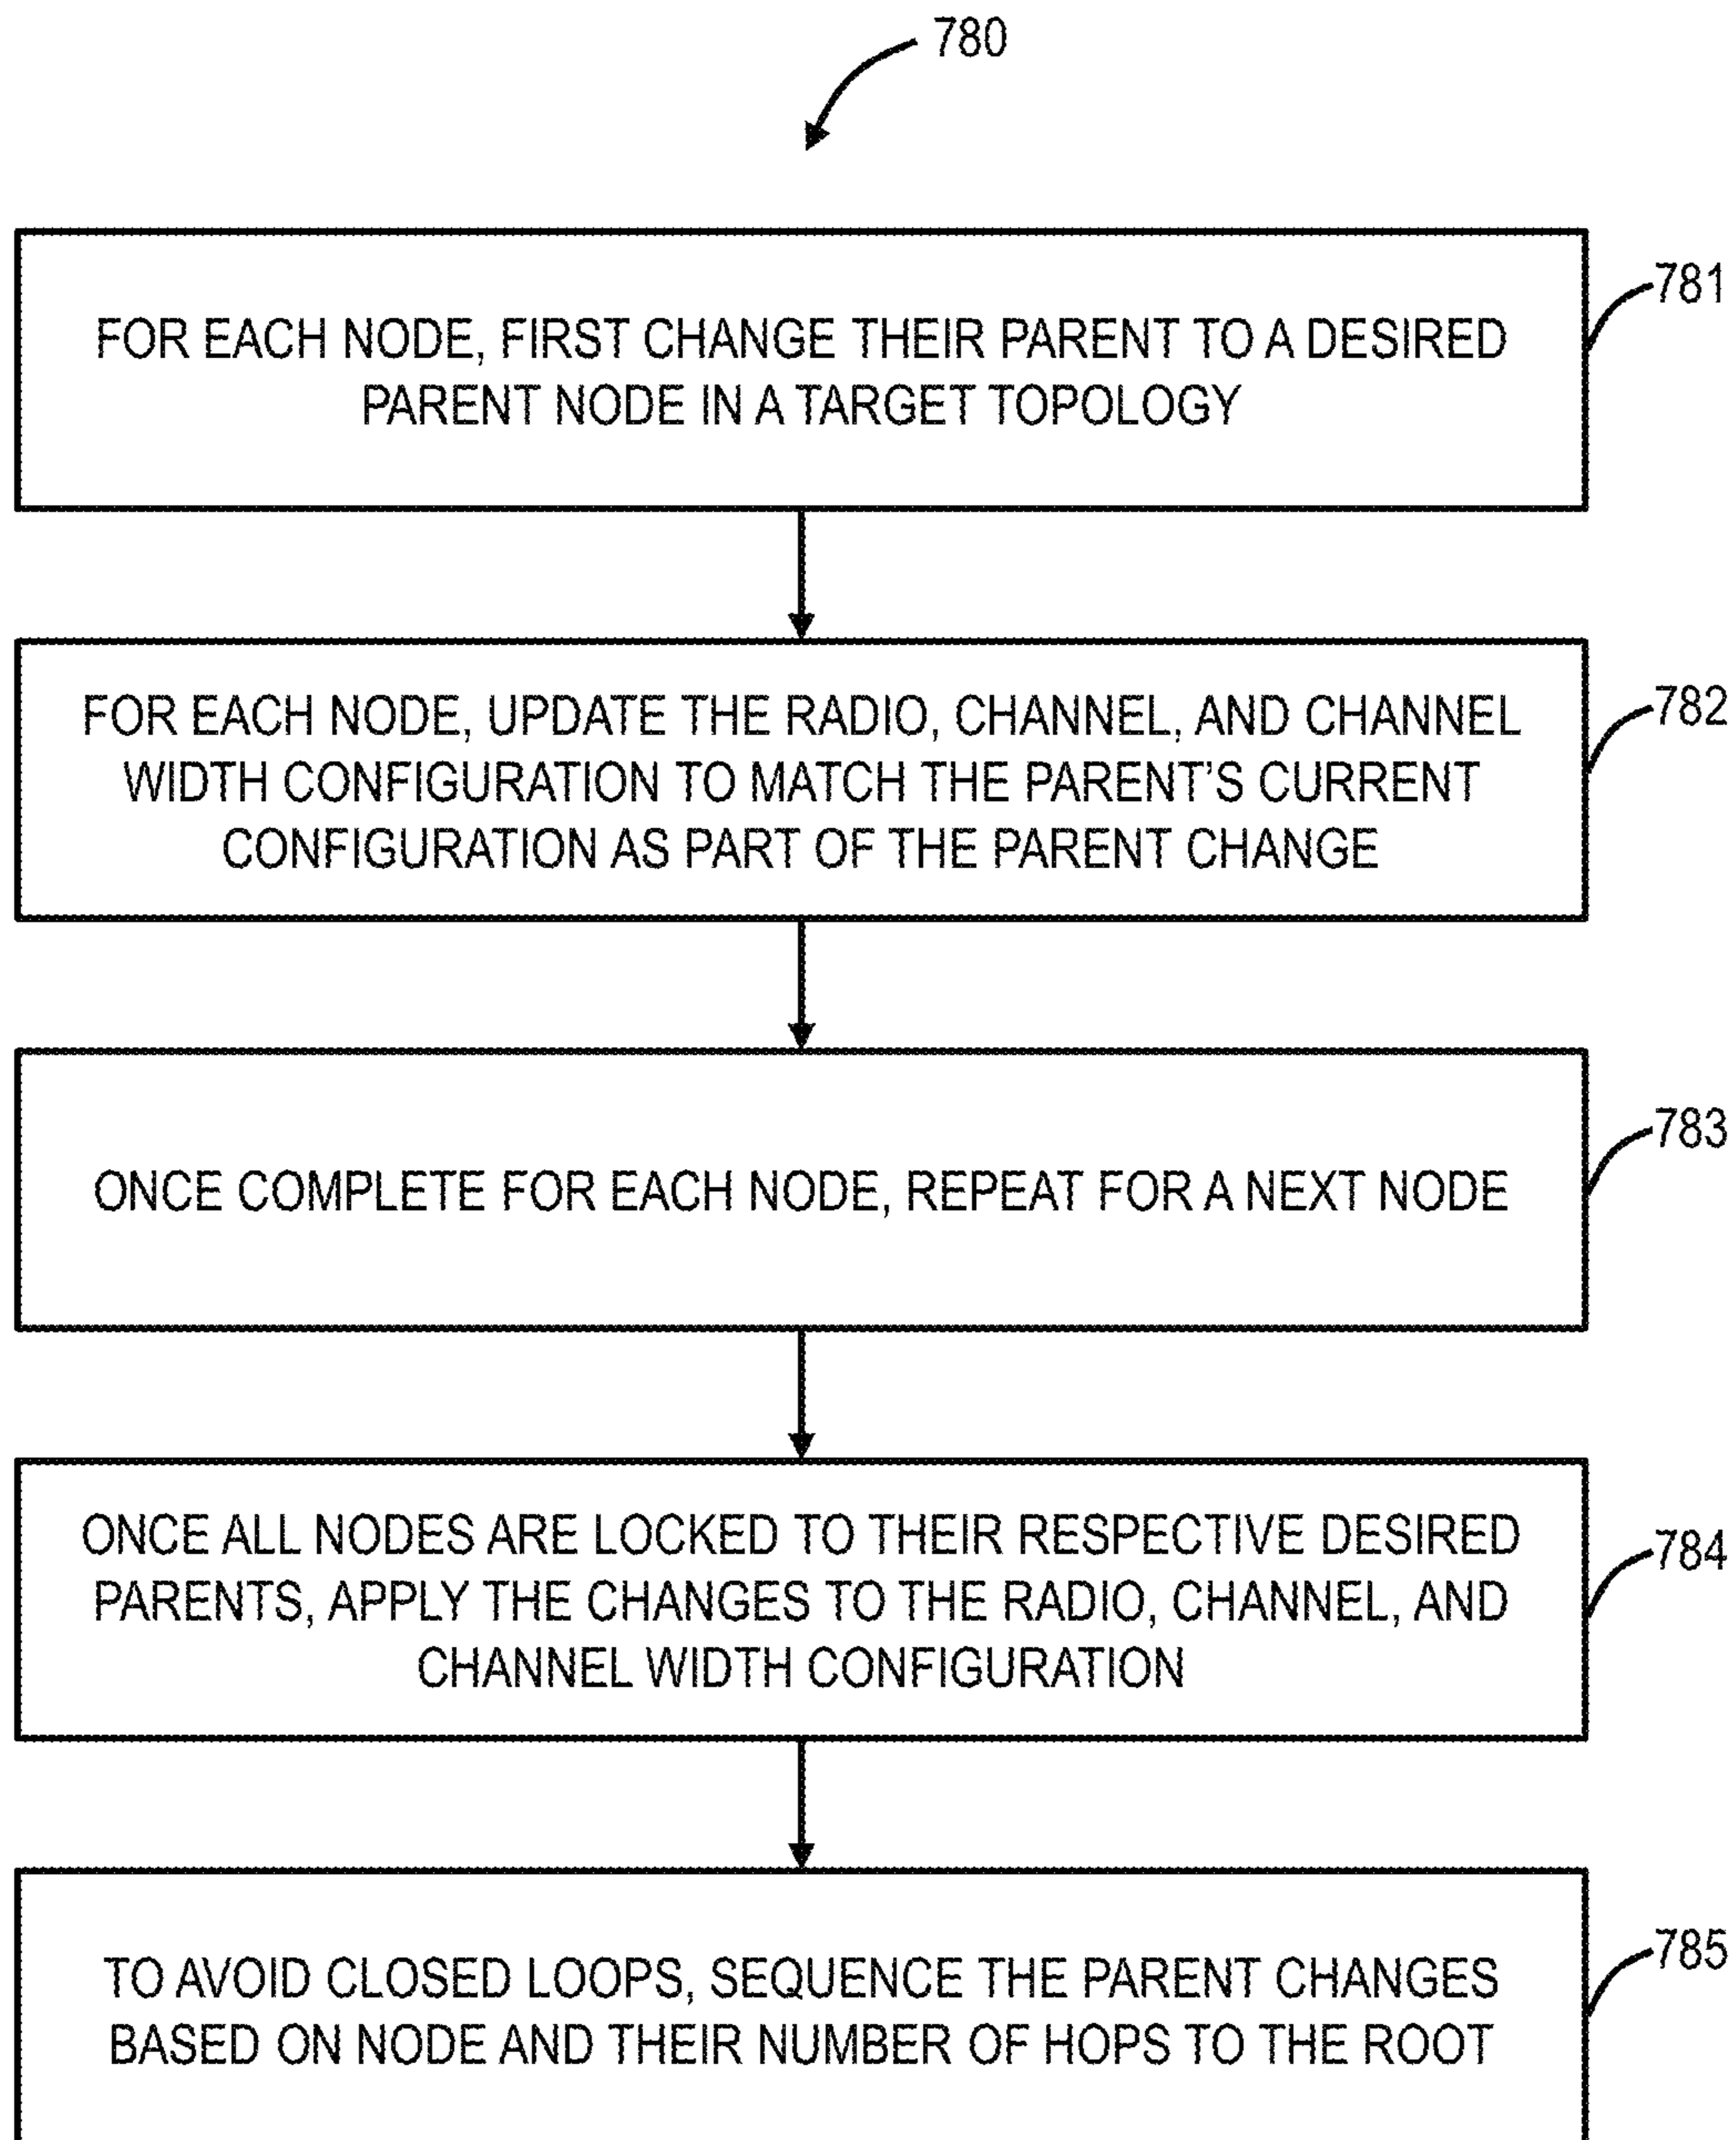 780
781
FOR EACH NODE, FIRST CHANGE THEIR PARENT TO A DESIRED
PARENT NODE IN A TARGET TOPOLOGY
782
FOR EACH NODE, UPDATE THE RADIO, CHANNEL, AND CHANNEL
WIDTH CONFIGURATION TO MATCH THE PARENT'S CURRENT
CONFIGURATION AS PART OF THE PARENT CHANGE
783
ONCE COMPLETE FOR EACH NODE, REPEAT FOR A NEXT NODE
784
ONCE ALL NODES ARE LOCKED TO THEIR RESPECTIVE DESIRED
PARENTS, APPLY THE CHANGES TO THE RADIO, CHANNEL, AND
CHANNEL WIDTH CONFIGURATION
785
TO AVOID CLOSED LOOPS, SEQUENCE THE PARENT CHANGES
BASED ON NODE AND THEIR NUMBER OF HOPS TO THE ROOT